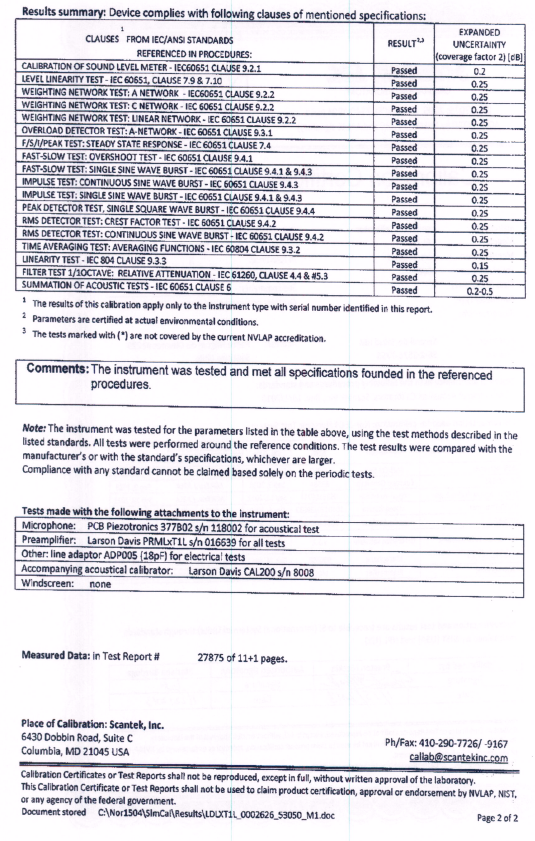 Results summary: Device complies with following clauses of mentioned specifications:
CLAUSES ¹ FROM IEC/ANSI STANDARDS REFERENCED IN PROCEDURES: RESULT²,³ EXPANDED UNCERTAINTY (coverage factor 2) [dB]
CALIBRATION OF SOUND LEVEL METER - IEC60651 CLAUSE 9.2.1 Passed 0.2
LEVEL LINEARITY TEST - IEC 60651, CLAUSE 7.9 & 7.10 Passed 0.25
WEIGHTING NETWORK TEST: A NETWORK - IEC60651 CLAUSE 9.2.2 Passed 0.25
WEIGHTING NETWORK TEST: C NETWORK - IEC 60651 CLAUSE 9.2.2 Passed 0.25
WEIGHTING NETWORK TEST: LINEAR NETWORK - IEC 60651 CLAUSE 9.2.2 Passed 0.25
OVERLOAD DETECTOR TEST: A-NETWORK - IEC 60651 CLAUSE 9.3.1 Passed 0.25
F/S/I/PEAK TEST: STEADY STATE RESPONSE - IEC 60651 CLAUSE 7.4 Passed 0.25
FAST-SLOW TEST: OVERSHOOT TEST - IEC 60651 CLAUSE 9.4.1 Passed 0.25
FAST-SLOW TEST: SINGLE SINE WAVE BURST - IEC 60651 CLAUSE 9.4.1 & 9.4.3 Passed 0.25
IMPULSE TEST: CONTINUOUS SINE WAVE BURST - IEC 60651 CLAUSE 9.4.3 Passed 0.25
IMPULSE TEST: SINGLE SINE WAVE BURST - IEC 60651 CLAUSE 9.4.1 & 9.4.3 Passed 0.25
PEAK DETECTOR TEST, SINGLE SQUARE WAVE BURST - IEC 60651 CLAUSE 9.4.4 Passed 0.25
RMS DETECTOR TEST: CREST FACTOR TEST - IEC 60651 CLAUSE 9.4.2 Passed 0.25
RMS DETECTOR TEST: CONTINUOUS SINE WAVE BURST - IEC 60651 CLAUSE 9.4.2 Passed 0.25
TIME AVERAGING TEST: AVERAGING FUNCTIONS - IEC 60804 CLAUSE 9.3.2 Passed 0.25
LINEARITY TEST - IEC 804 CLAUSE 9.3.3 Passed 0.15
FILTER TEST 1/1OCTAVE: RELATIVE ATTENUATION - IEC 61260, CLAUSE 4.4 & #5.3 Passed 0.25
SUMMATION OF ACOUSTIC TESTS - IEC 60651 CLAUSE 6 Passed 0.2-0.5
¹ The results of this calibration apply only to the instrument type with serial number identified in this report.
² Parameters are certified at actual environmental conditions.
³ The tests marked with (*) are not covered by the current NVLAP accreditation.
Comments: The instrument was tested and met all specifications founded in the referenced
procedures.
Note: The instrument was tested for the parameters listed in the table above, using the test methods described in the
listed standards. All tests were performed around the reference conditions. The test results were compared with the
manufacturer's or with the standard's specifications, whichever are larger.
Compliance with any standard cannot be claimed based solely on the periodic tests.
Tests made with the following attachments to the instrument:
Microphone: PCB Piezotronics 377B02 s/n 118002 for acoustical test
Preamplifier: Larson Davis PRMLxT1L s/n 016639 for all tests
Other: line adaptor ADP005 (18pF) for electrical tests
Accompanying acoustical calibrator: Larson Davis CAL200 s/n 8008
Windscreen: none
Measured Data: in Test Report # 27875 of 11+1 pages.
Place of Calibration: Scantek, Inc.
6430 Dobbin Road, Suite C
Columbia, MD 21045 USA
Ph/Fax: 410-290-7726/ -9167
callab@scantekinc.com
Calibration Certificates or Test Reports shall not be reproduced, except in full, without written approval of the laboratory.
This Calibration Certificate or Test Reports shall not be used to claim product certification, approval or endorsement by NVLAP, NIST,
or any agency of the federal government.
Document stored C:\Nor1504\SlmCal\Results\LDLXT1L_0002626_53050_M1.doc Page 2 of 2